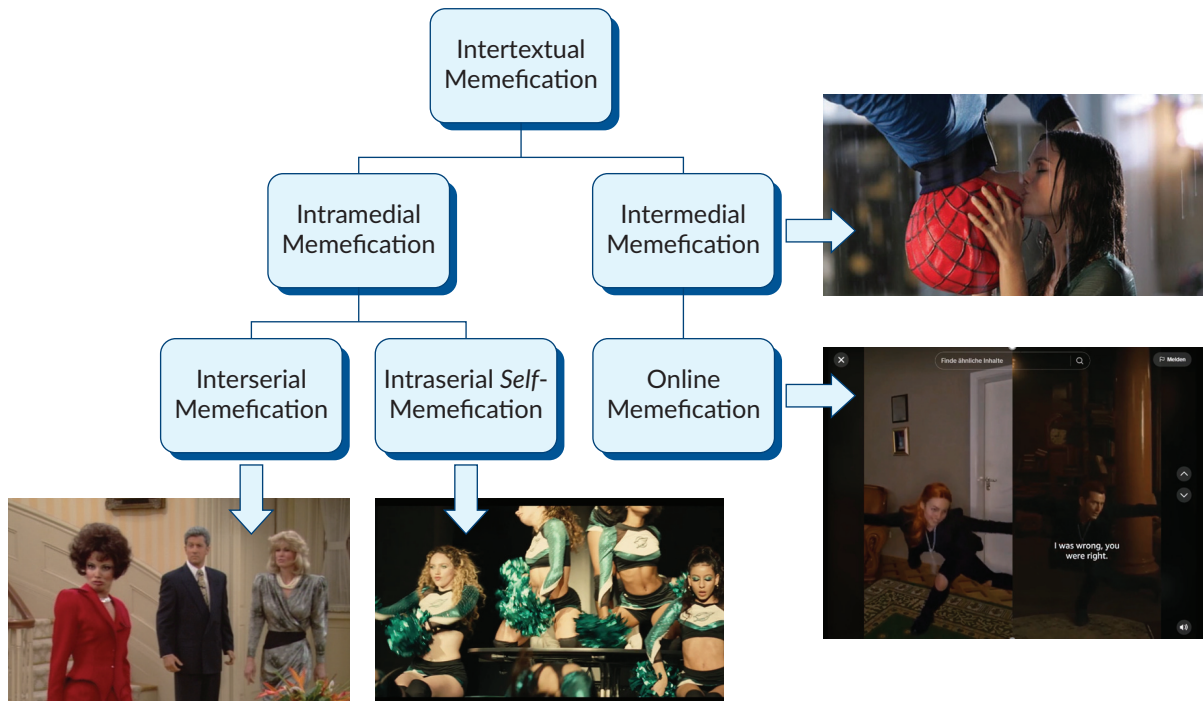 Intertextual
Memefication
Intramedial
Memefication
Intermedial
Memefication
Interserial
Memefication
Intraserial Self-
Memefication
Online
Memefication
Finde ähnliche Inhalte
Melden
I was wrong, you
were right.